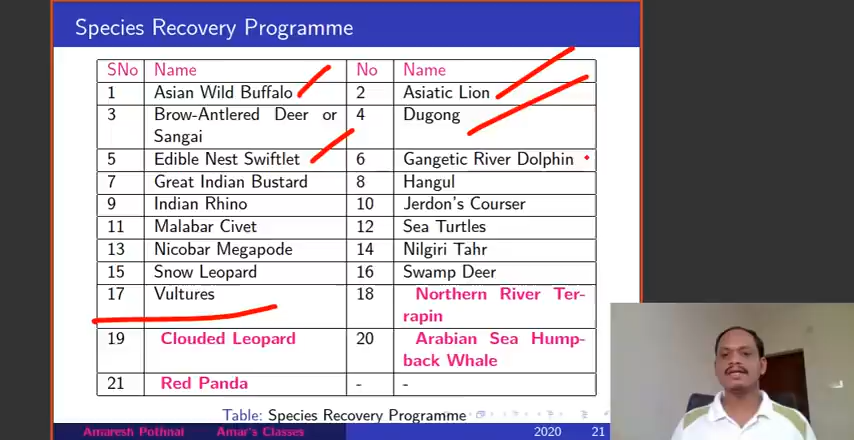 Species Recovery Programme
SNo Name No Name
1 Asian Wild Buffalo 2 Asiatic Lion
3 Brow-Antlered Deer or 4 Dugong
Sangai
5 Edible Nest Swiftlet 6 Gangetic River Dolphin
7 Great Indian Bustard 8 Hangul
9 Indian Rhino 10 Jerdon's Courser
11 Malabar Civet 12 Sea Turtles
13 Nicobar Megapode 14 Nilgiri Tahr
15 Snow Leopard 16 Swamp Deer
17 Vultures 18 Northern River Ter-
rapin
19 Clouded Leopard 20 Arabian Sea Hump-
back Whale
21 Red Panda - -
Table: Species Recovery Programme
Amaresh Pothnal Amar's Classes 2020 21